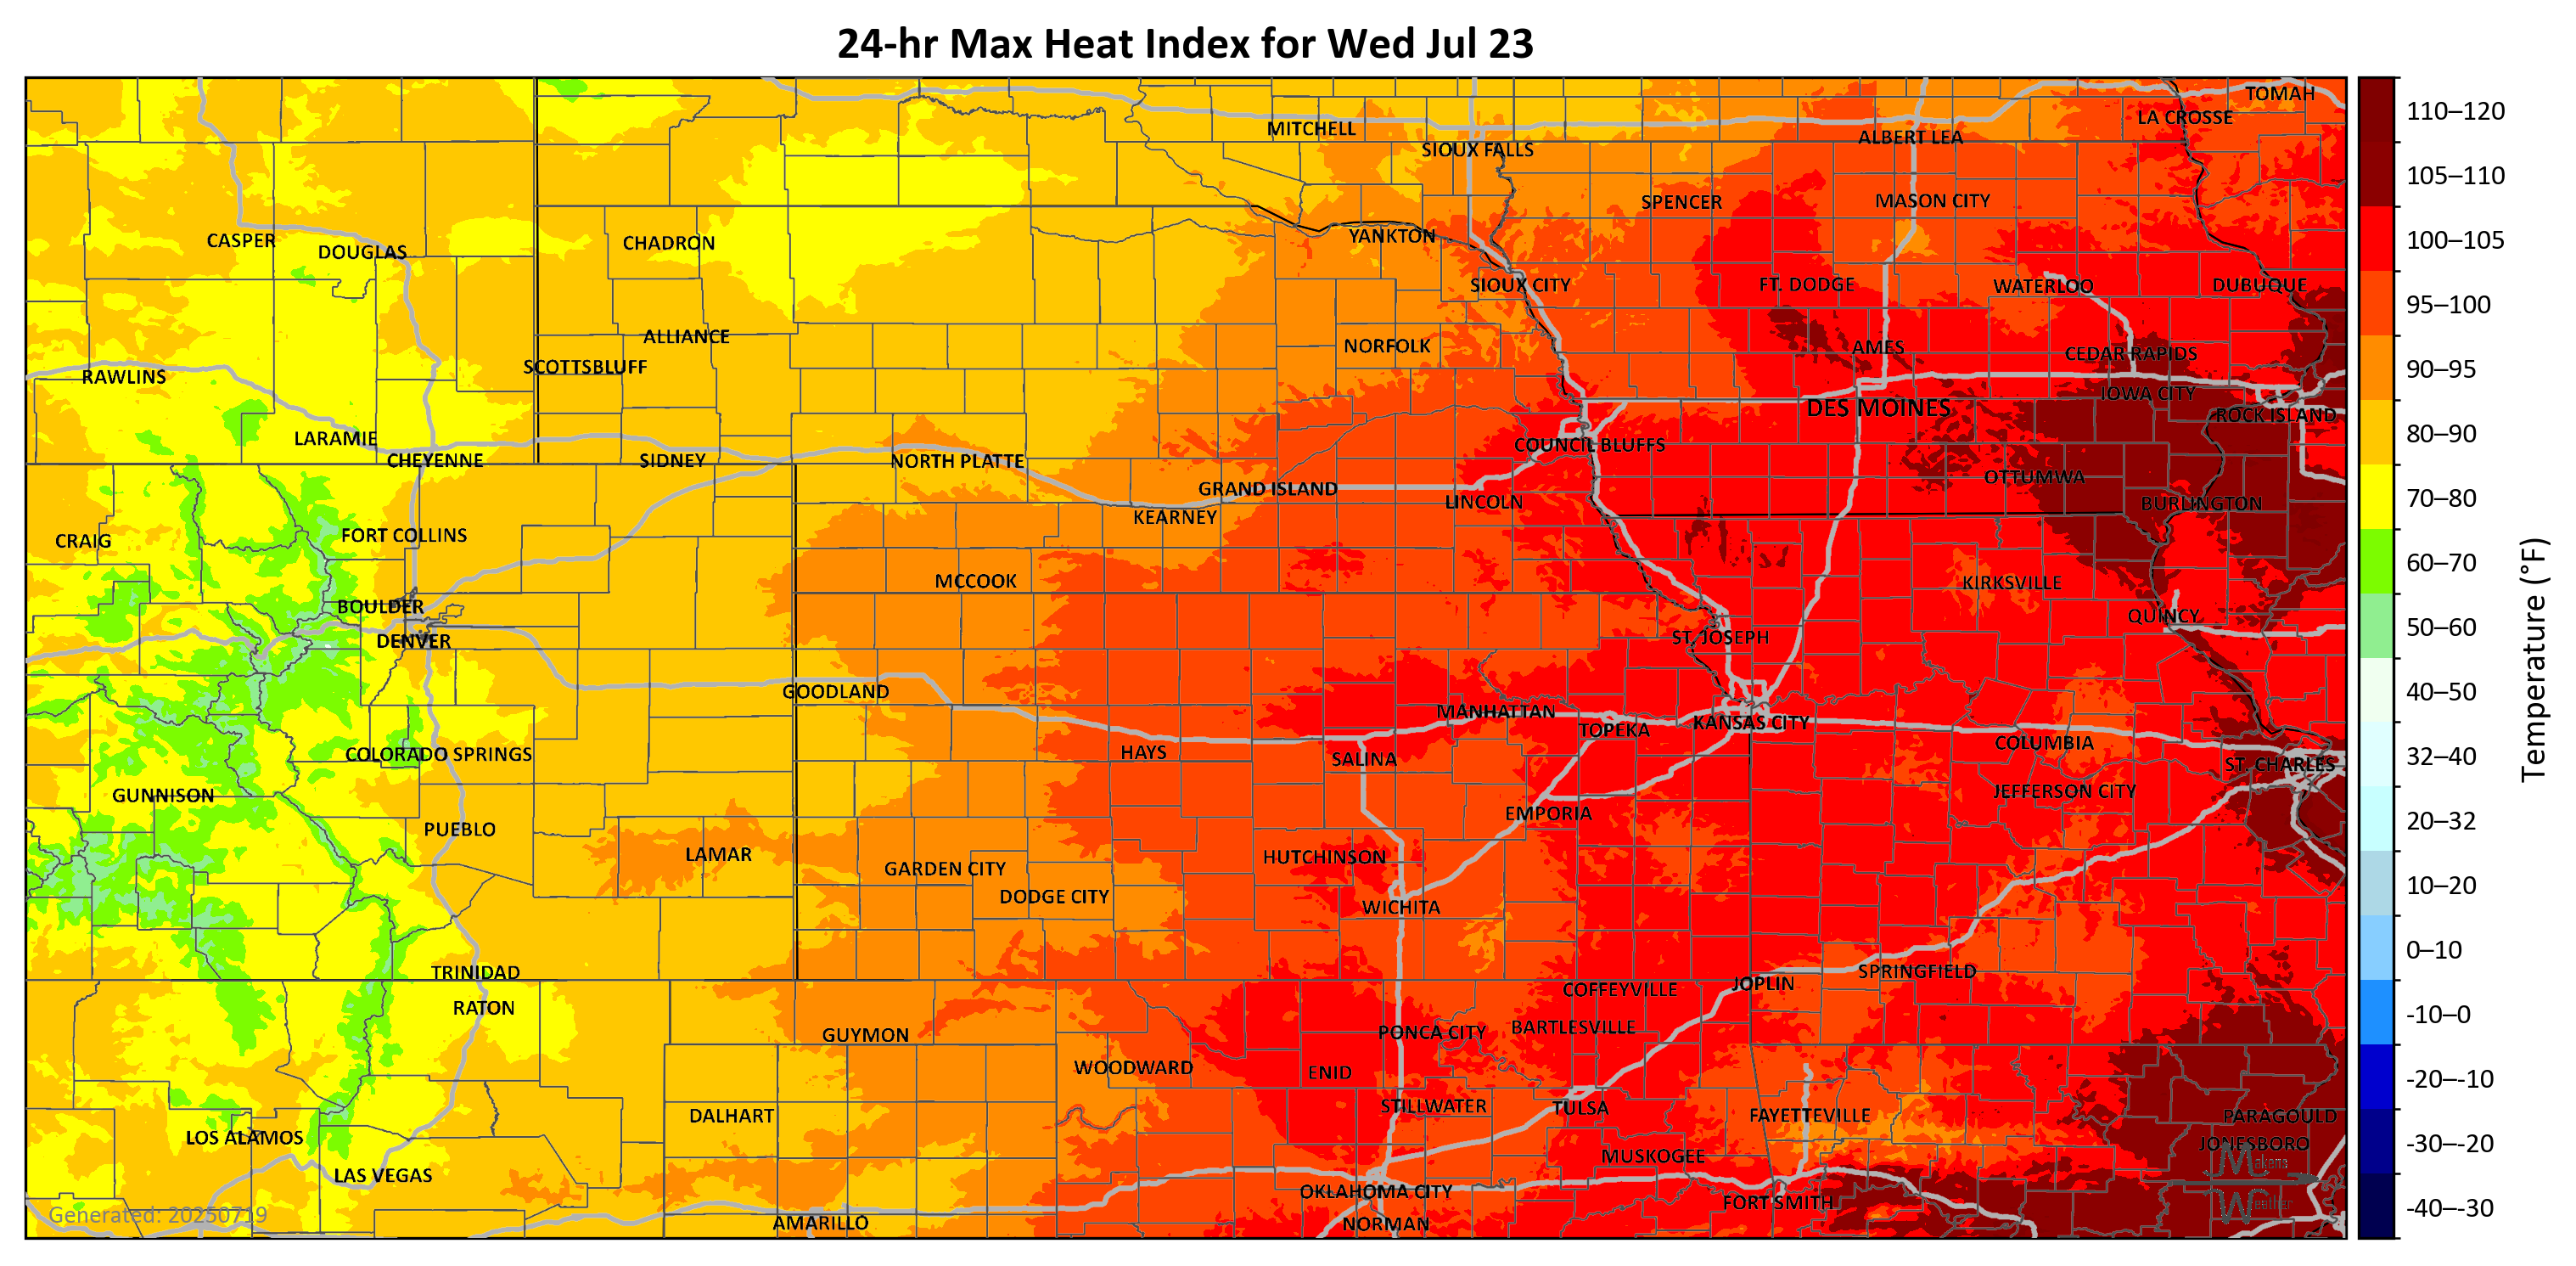 24-hr Max Heat Index for Wed Jul 23
TOMAH
LA CROSSE
MITCHELL
ALBERT LEA
SIOUX FALLS
MASON CITY
SPENCER
YANKTON
CASPER
CHADRON
DOUGLAS
SIOUX CITY
FT. DODGE
WATERLOO
DUBUQUE
ALLIANCE
NORFOLK
AMES
CEDAR RAPIDS
SCOTTSBLUFF
RAWLINS
IOWA CITY
DES MOINES
ROCK ISLAND
LARAMIE
COUNCIL BLUFFS
CHEYENNE
SIDNEY
NORTH PLATTE
OTTUMWA
GRAND ISLAND
LINCOLN
BURLINGTON
KEARNEY
FORT COLLINS
CRAIG
MCCOOK
KIRKSVILLE
BOULDER
QUINCY
DENVER
ST. JOSEPH
GOODLAND
MANHATTAN
TOPEKA
KANSAS CITY
COLUMBIA
HAYS
COLORADO SPRINGS
SALINA
ST. CHARLES
JEFFERSON CITY
GUNNISON
EMPORIA
PUEBLO
LAMAR
HUTCHINSON
GARDEN CITY
DODGE CITY
WICHITA
TRINIDAD
SPRINGFIELD
JOPLIN
COFFEYVILLE
RATON
BARTLESVILLE
PONCA CITY
GUYMON
WOODWARD
ENID
STILLWATER
TULSA
DALHART
FAYETTEVILLE
PARAGOULD
LOS ALAMOS
JONESBORO
MUSKOGEE
Makens
LAS VEGAS
OKLAHOMA CITY
FORT SMITH
Weather
Generated: 20250719
AMARILLO
NORMAN
110–120
105–110
100–105
95–100
90–95
80–90
70–80
60–70
50–60
40–50
32–40
20–32
10–20
0–10
-10–0
-20–-10
-30–-20
-40–-30
Temperature (°F)